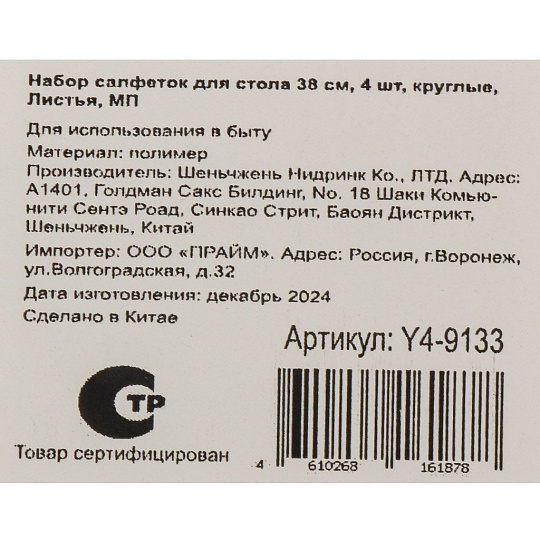 Набор салфеток для стола 38 см, 4 шт, круглые,
Листья, МП
Для использования в быту
Материал: полимер
Производитель: Шеньчжень Нидринк Ко., ЛТД. Адрес:
А1401, Голдман Сакс Билдинг, No. 18 Шаки Комью-
нити Сентэ Роад, Синкао Стрит, Баоян Дистрикт,
Шеньчжень, Китай
Импортер: ООО «ПРАЙМ». Адрес: Россия, г.Воронеж,
ул.Волгоградская, д.32
Дата изготовления: декабрь 2024
Сделано в Китае
Артикул: Y4-9133
СТР
Товар сертифицирован
4 610268 161878